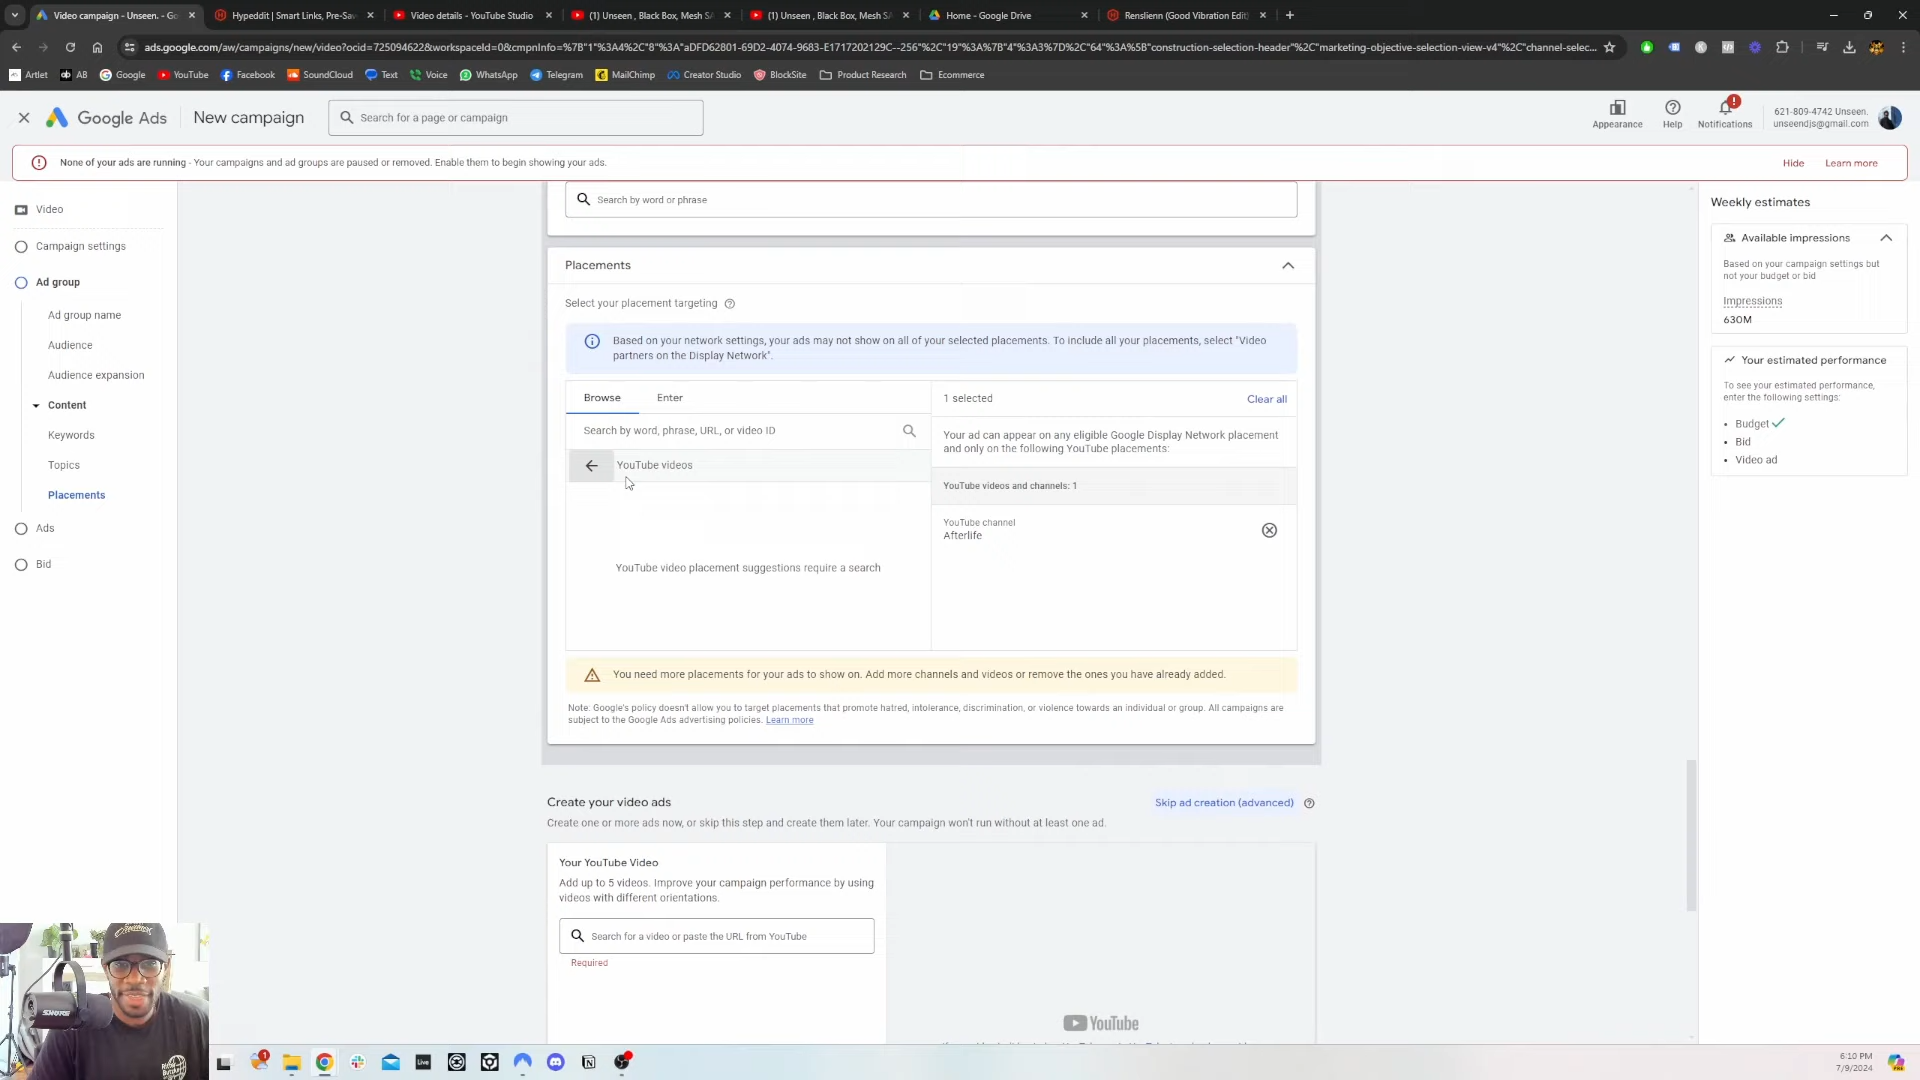 Video campaign - Unseen. - Go
Hypeddit | Smart Links, Pre-Sav
Video details - YouTube Studio
(1) Unseen , Black Box, Mesh SA
(1) Unseen , Black Box, Mesh SA
Home - Google Drive
Renslienn (Good Vibration Edit)
ads.google.com/aw/campaigns/new/video?ocid=725094622&workspaceId=0&cmpnInfo=%7B"1"%3A4%2C"8"%3A"aDFD62B01-69D2-4074-9683-E1717202129C--256"%2C"19"%3A%7B"4"%3A3%7D%2C"64"%3A%5B"construction-selection-header"%2C"marketing-objective-selection-view-v4"%2C"channel-selec...
Artlet
AB
Google
YouTube
Facebook
SoundCloud
Text
Voice
WhatsApp
Telegram
MailChimp
Creator Studio
BlockSite
Product Research
Ecommerce
Google Ads
New campaign
Search for a page or campaign
Appearance
Help
Notifications
621-809-4742 Unseen.
unseendjs@gmail.com
None of your ads are running - Your campaigns and ad groups are paused or removed. Enable them to begin showing your ads.
Hide
Learn more
Video
Campaign settings
Ad group
Ad group name
Audience
Audience expansion
Content
Keywords
Topics
Placements
Ads
Bid
Search by word or phrase
Placements
Select your placement targeting
Based on your network settings, your ads may not show on all of your selected placements. To include all your placements, select "Video
partners on the Display Network".
Browse
Enter
Search by word, phrase, URL, or video ID
YouTube videos
YouTube video placement suggestions require a search
1 selected
Clear all
Your ad can appear on any eligible Google Display Network placement
and only on the following YouTube placements:
YouTube videos and channels: 1
YouTube channel
Afterlife
You need more placements for your ads to show on. Add more channels and videos or remove the ones you have already added.
Note: Google's policy doesn't allow you to target placements that promote hatred, intolerance, discrimination, or violence towards an individual or group. All campaigns are
subject to the Google Ads advertising policies. Learn more
Create your video ads
Skip ad creation (advanced)
Create one or more ads now, or skip this step and create them later. Your campaign won't run without at least one ad.
Your YouTube Video
Add up to 5 videos. Improve your campaign performance by using
videos with different orientations.
Search for a video or paste the URL from YouTube
Required
YouTube
Weekly estimates
Available impressions
Based on your campaign settings but
not your budget or bid
Impressions
630M
Your estimated performance
To see your estimated performance,
enter the following settings:
Budget
Bid
Video ad
SHURE
1
Live
6:10 PM
7/9/2024